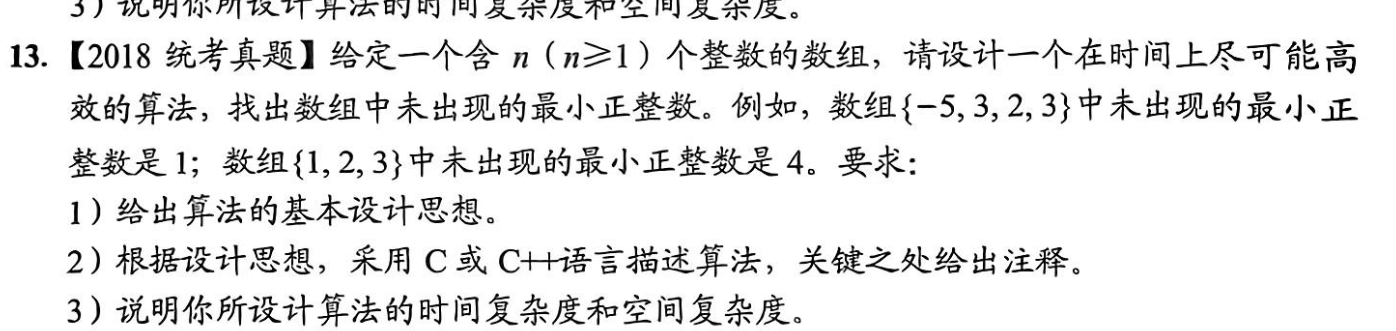 3）说明你所设计算法的时间复杂度和空间复杂度。
13.【2018 统考真题】给定一个含 n（n≥1）个整数的数组，请设计一个在时间上尽可能高
效的算法，找出数组中未出现的最小正整数。例如，数组{−5, 3, 2, 3}中未出现的最小正
整数是 1；数组{1, 2, 3}中未出现的最小正整数是 4。要求：
1）给出算法的基本设计思想。
2）根据设计思想，采用 C 或 C++语言描述算法，关键之处给出注释。
3）说明你所设计算法的时间复杂度和空间复杂度。